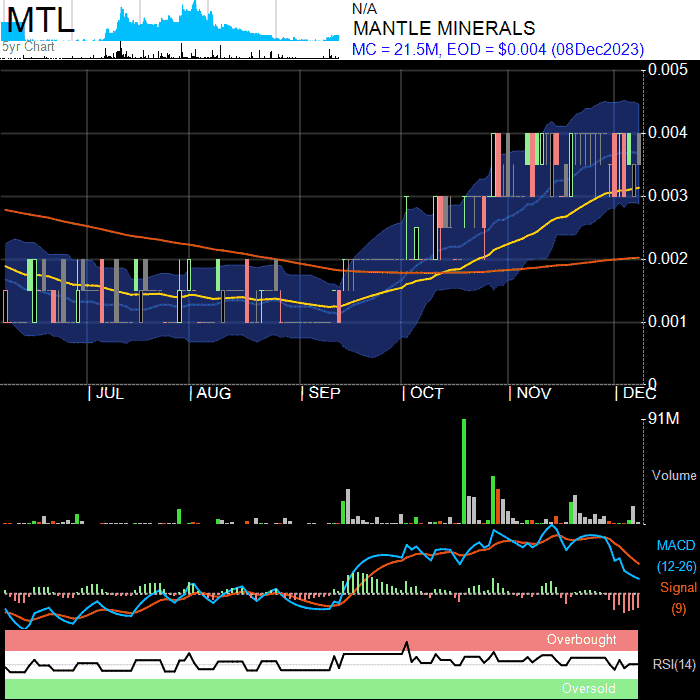 MTL
5yr Chart
N/A
MANTLE MINERALS
MC = 21.5M, EOD = $0.004 (08Dec2023)
0.005
0.004
0.003
0.002
0.001
0
JUL AUG SEP OCT NOV DEC
91M
Volume
MACD
(12-26)
Signal
(9)
Overbought
RSI(14)
Oversold